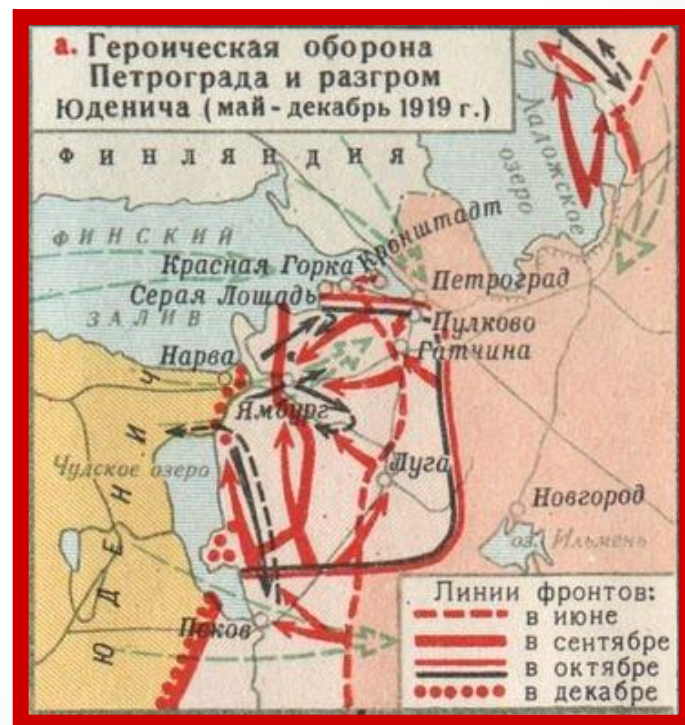 а. Героическая оборона
Петрограда и разгром
Юденича (май - декабрь 1919 г.)
ФИНЛЯНДИЯ
Ладожское
озеро
ФИНСКИЙ
ЗАЛИВ
Кронштадт
Красная Горка
Серая Лошадь
Петроград
Пулково
Гатчина
Нарва
Ямбург
Чудское озеро
Луга
Новгород
оз. Ильмень
Псков
ЮДЕНИЧ
Линии фронтов:
в июне
в сентябре
в октябре
в декабре